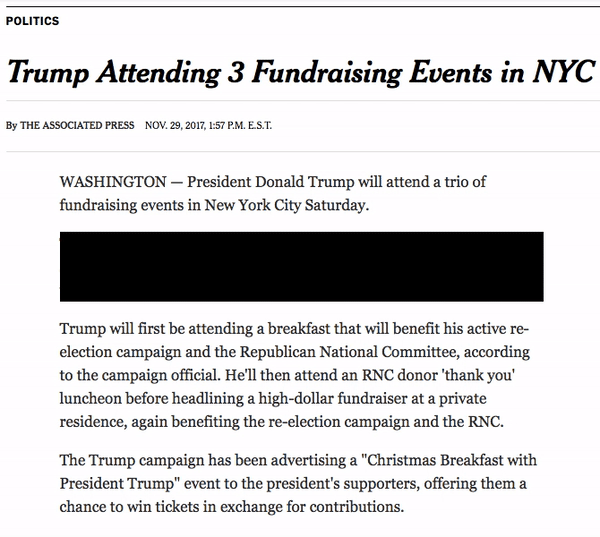 POLITICS
Trump Attending 3 Fundraising Events in NYC
By THE ASSOCIATED PRESS NOV. 29, 2017, 1:57 P.M. E.S.T.
WASHINGTON — President Donald Trump will attend a trio of
fundraising events in New York City Saturday.
Trump will first be attending a breakfast that will benefit his active re-
election campaign and the Republican National Committee, according
to the campaign official. He'll then attend an RNC donor 'thank you'
luncheon before headlining a high-dollar fundraiser at a private
residence, again benefiting the re-election campaign and the RNC.
The Trump campaign has been advertising a "Christmas Breakfast with
President Trump" event to the president's supporters, offering them a
chance to win tickets in exchange for contributions.